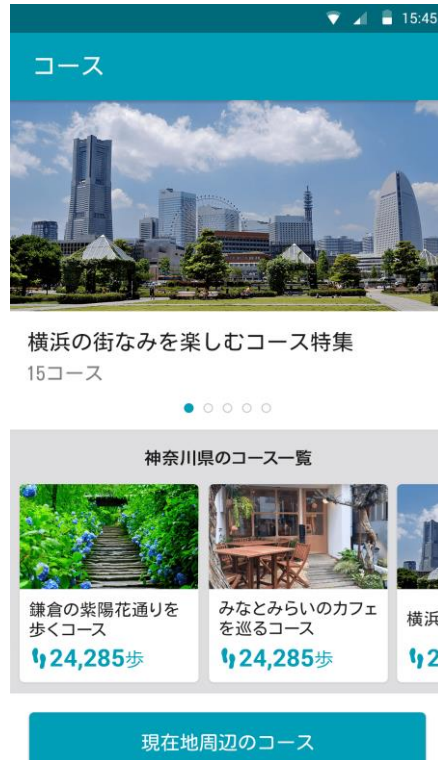 15:45
コース
横浜の街なみを楽しむコース特集
15コース
神奈川県のコース一覧
鎌倉の紫陽花通りを
歩くコース
24,285歩
みなとみらいのカフェ
を巡るコース
24,285歩
横浜
2
現在地周辺のコース